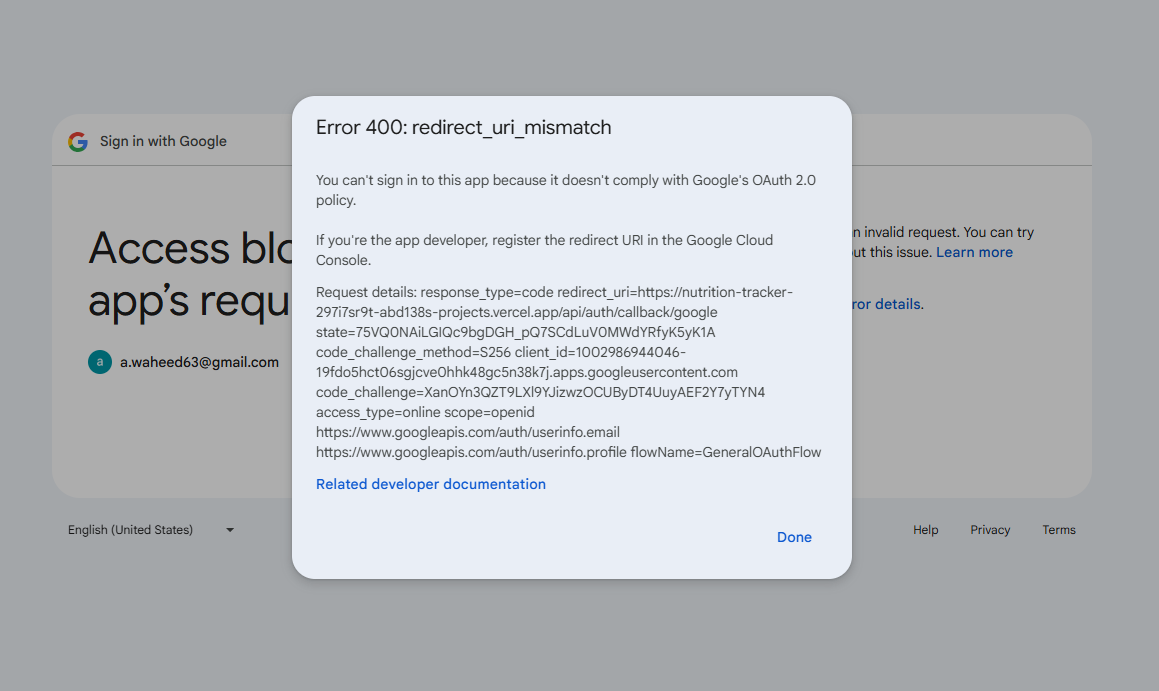 Error 400: redirect_uri_mismatch
Sign in with Google
You can't sign in to this app because it doesn't comply with Google's OAuth 2.0
policy.
If you're the app developer, register the redirect URI in the Google Cloud
Console.
Request details: response_type=code redirect_uri=https://nutrition-tracker-
297i7sr9t-abd138s-projects.vercel.app/api/auth/callback/google
state=75VQ0NAiLGIQc9bgDGH_pQ7SCdLuV0MWdYRfyK5yK1A
code_challenge_method=S256 client_id=1002986944046-
19fdo5hct06sgjcve0hhk48gc5n38k7j.apps.googleusercontent.com
code_challenge=XanOYn3QZT9LXl9YJizwzOCUByDT4UuyAEF2Y7yTYN4
access_type=online scope=openid
https://www.googleapis.com/auth/userinfo.email
https://www.googleapis.com/auth/userinfo.profile flowName=GeneralOAuthFlow
Related developer documentation
Done
Access blo
app's requ
a
a.waheed63@gmail.com
n invalid request. You can try
out this issue. Learn more
ror details.
English (United States)
Help
Privacy
Terms